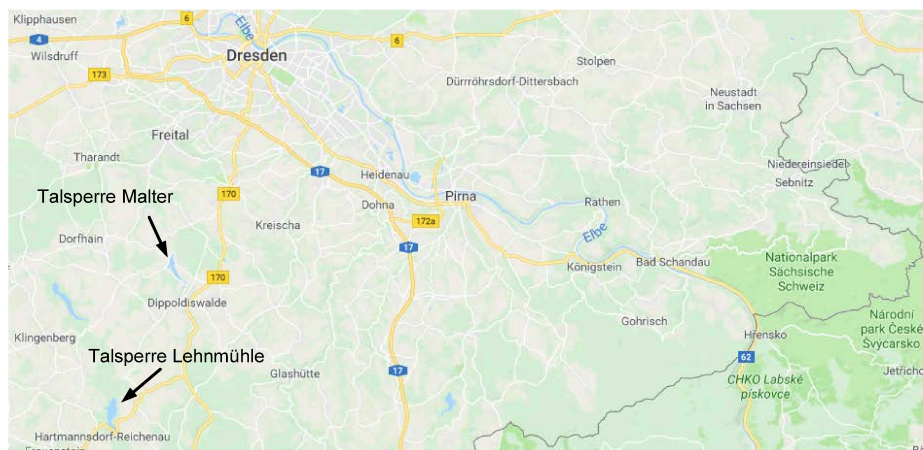 Klipphausen
6
Elbe
4
Dresden
6
Wilsdruff
Stolpen
173
Dürrröhrsdorf-Dittersbach
Neustadt
in Sachsen
Freital
Tharandt
17
Heidenau
Niedereinsiedel
Sebnitz
Talsperre Malter
170
Pirna
Rathen
Dohna
172a
Kreischa
Elbe
Dorfhain
17
170
Königstein
Bad Schandau
Nationalpark
Sächsische
Schweiz
Dippoldiswalde
Gohrisch
Klingenberg
Hřensko
Národní
park České
Švýcarsko
Talsperre Lehnmühle
62
Glashütte
17
CHKO Labské
pískovce
Jetřicho
Hartmannsdorf-Reichenau
Frauenstein